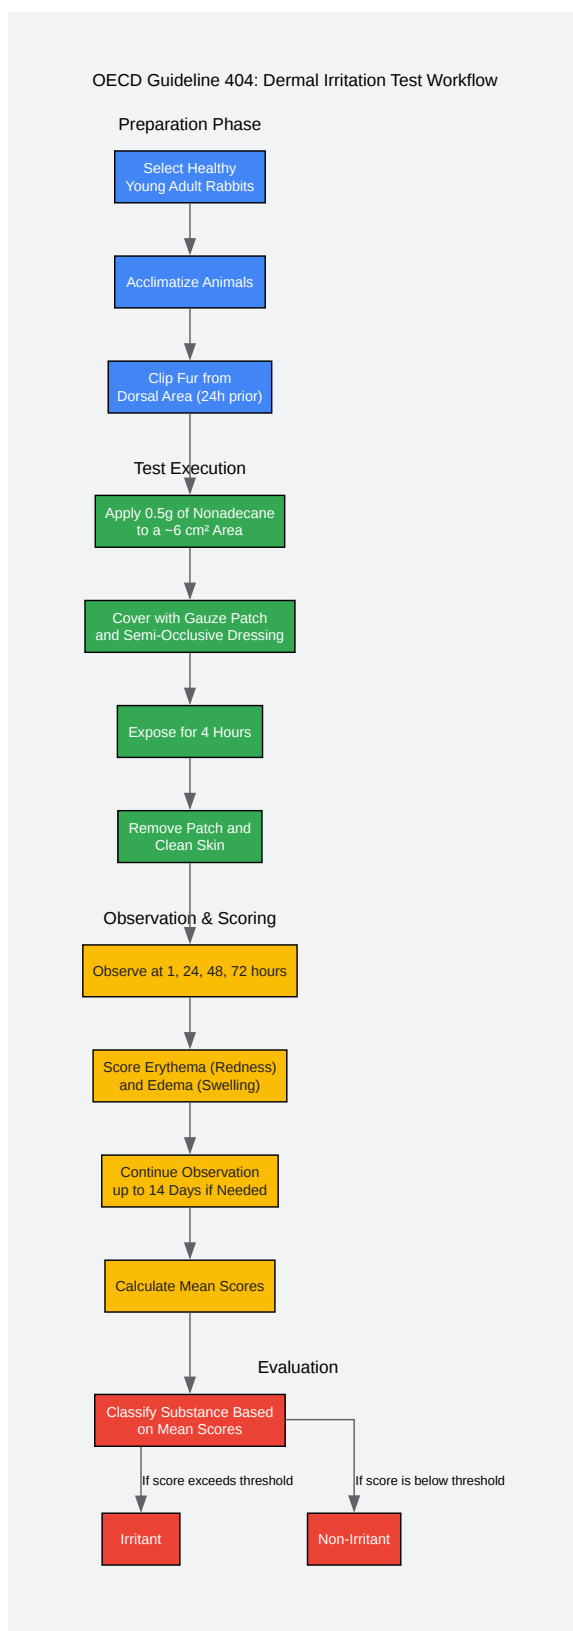 OECD Guideline 404: Dermal Irritation Test Workflow
Preparation Phase
Select Healthy
Young Adult Rabbits
Acclimatize Animals
Clip Fur from
Dorsal Area (24h prior)
Test Execution
Apply 0.5g of Nonadecane
to a ~6 cm² Area
Cover with Gauze Patch
and Semi-Occlusive Dressing
Expose for 4 Hours
Remove Patch and
Clean Skin
Observation & Scoring
Observe at 1, 24, 48, 72 hours
Score Erythema (Redness)
and Edema (Swelling)
Continue Observation
up to 14 Days if Needed
Calculate Mean Scores
Evaluation
Classify Substance Based
on Mean Scores
If score exceeds threshold
If score is below threshold
Irritant
Non-Irritant